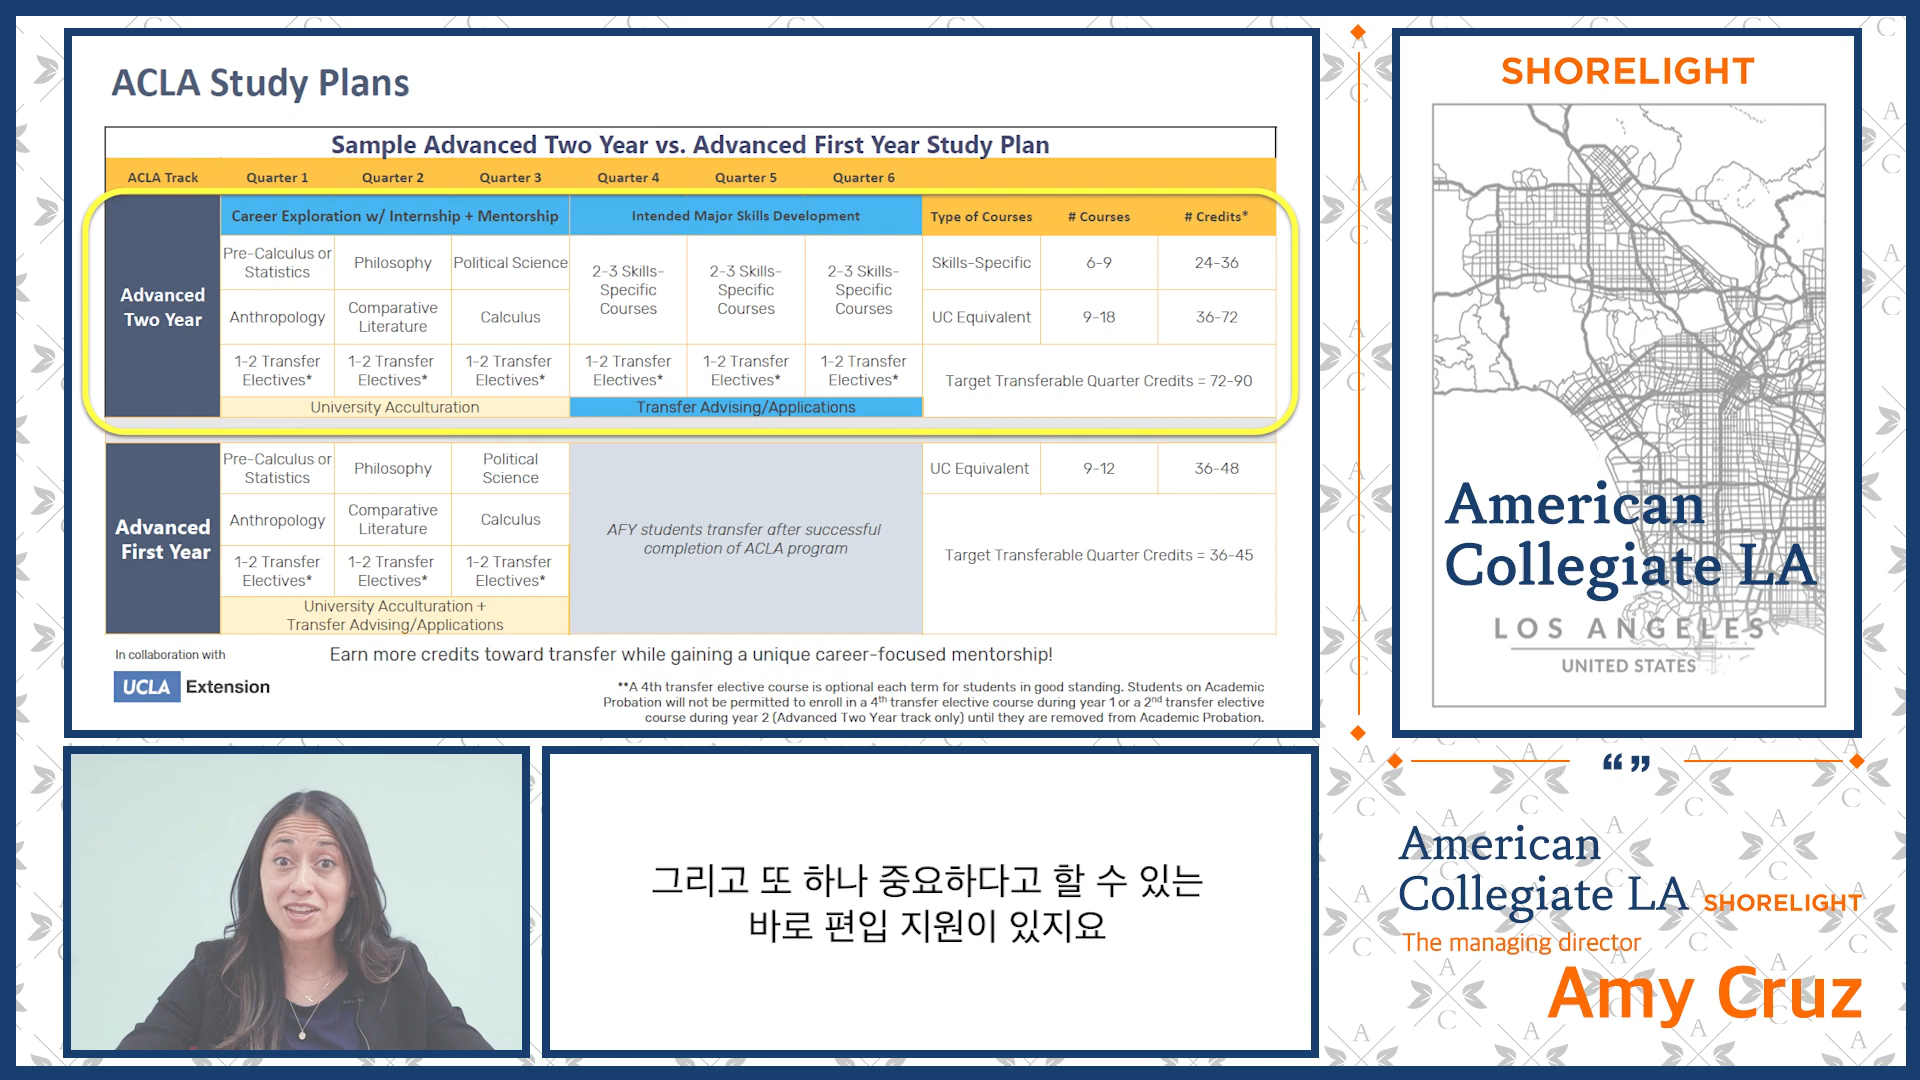 ACLA Study Plans
Sample Advanced Two Year vs. Advanced First Year Study Plan
ACLA Track Quarter 1 Quarter 2 Quarter 3 Quarter 4 Quarter 5 Quarter 6
Advanced
Two Year
Career Exploration w/ Internship + Mentorship
Intended Major Skills Development
Type of Courses # Courses # Credits*
Pre-Calculus or
Statistics
Philosophy
Political Science
2-3 Skills-
Specific
Courses
2-3 Skills-
Specific
Courses
2-3 Skills-
Specific
Courses
Skills-Specific 6-9 24-36
Anthropology
Comparative
Literature
Calculus
UC Equivalent 9-18 36-72
1-2 Transfer
Electives*
1-2 Transfer
Electives*
1-2 Transfer
Electives*
1-2 Transfer
Electives*
1-2 Transfer
Electives*
1-2 Transfer
Electives*
Target Transferable Quarter Credits = 72-90
University Acculturation
Transfer Advising/Applications
Advanced
First Year
Pre-Calculus or
Statistics
Philosophy
Political
Science
AFY students transfer after successful
completion of ACLA program
UC Equivalent 9-12 36-48
Anthropology
Comparative
Literature
Calculus
1-2 Transfer
Electives*
1-2 Transfer
Electives*
1-2 Transfer
Electives*
Target Transferable Quarter Credits = 36-45
University Acculturation +
Transfer Advising/Applications
In collaboration with
UCLA Extension
Earn more credits toward transfer while gaining a unique career-focused mentorship!
**A 4th transfer elective course is optional each term for students in good standing. Students on Academic
Probation will not be permitted to enroll in a 4th transfer elective course during year 1 or a 2nd transfer elective
course during year 2 (Advanced Two Year track only) until they are removed from Academic Probation.
SHORELIGHT
American
Collegiate LA
LOS ANGELES
UNITED STATES
그리고 또 하나 중요하다고 할 수 있는
바로 편입 지원이 있지요
“ ”
American
Collegiate LA SHORELIGHT
The managing director
Amy Cruz